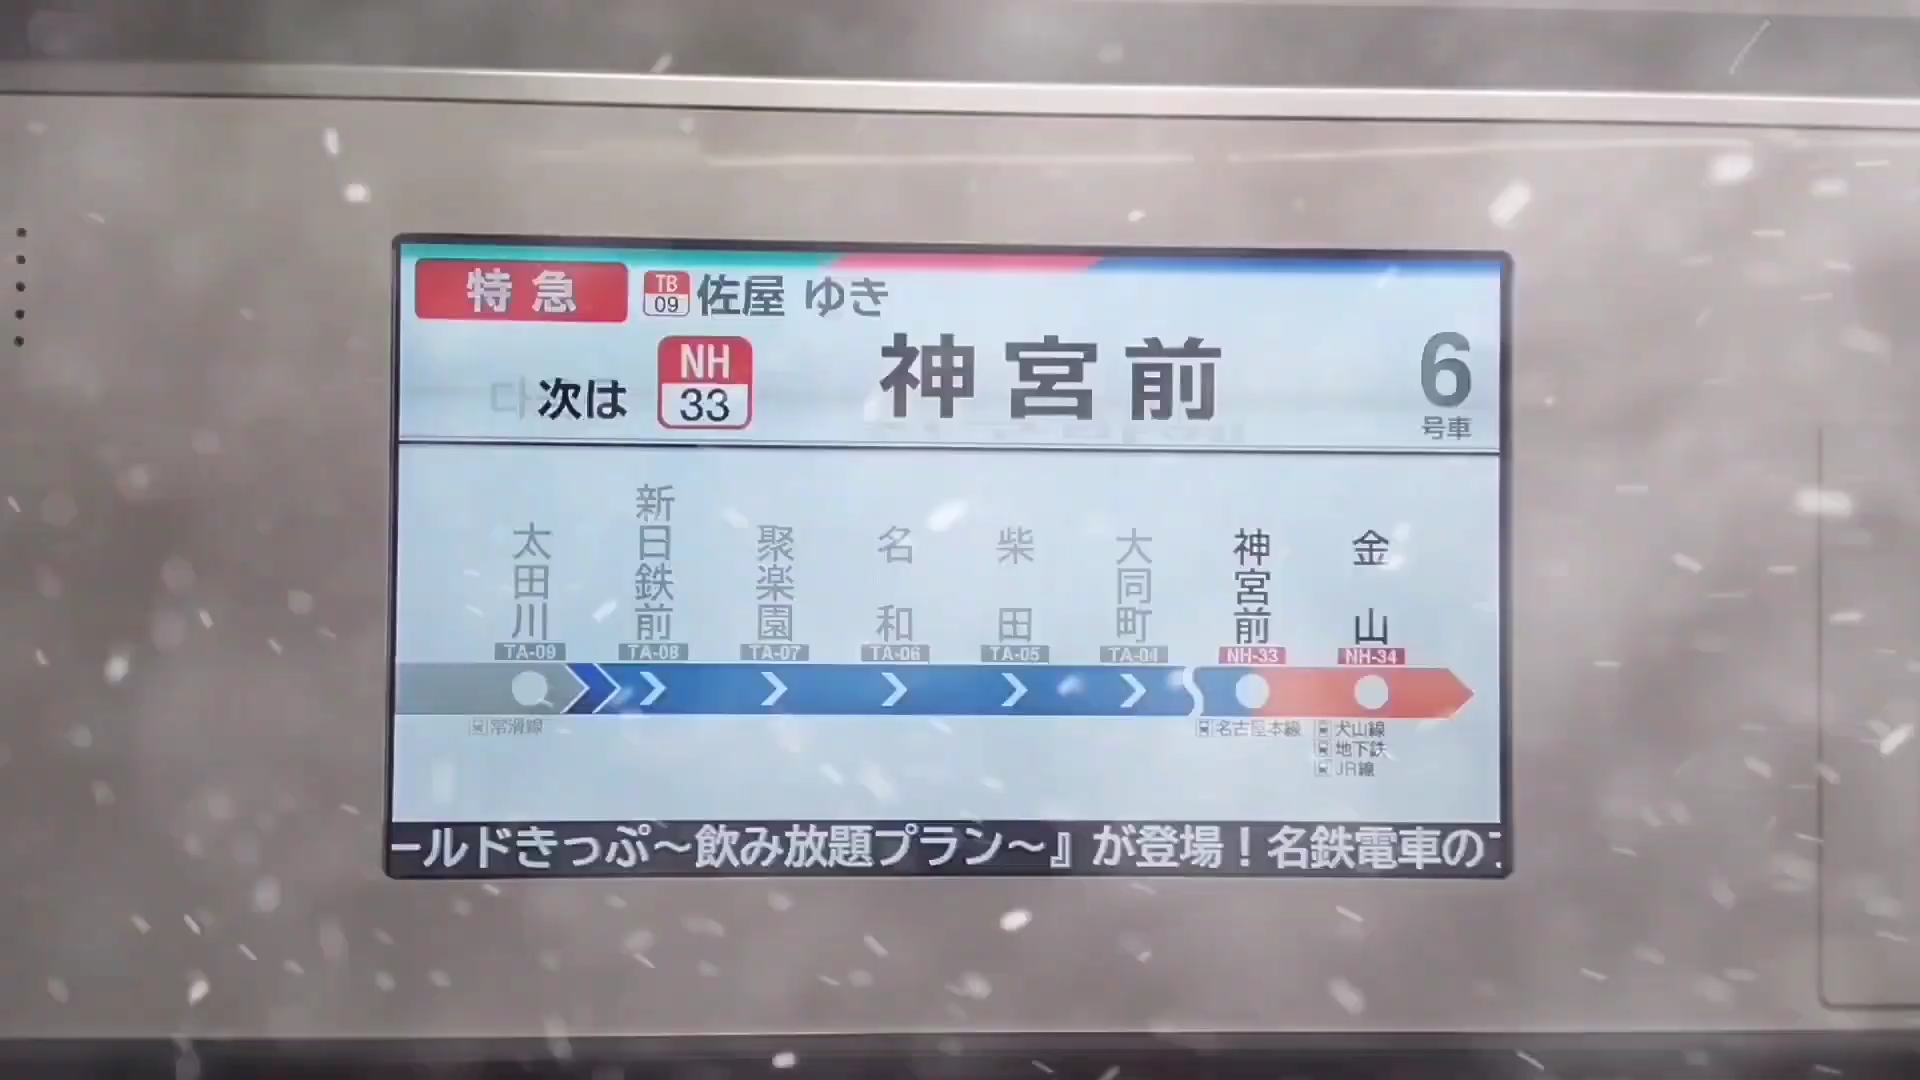 特急 TB 09 佐屋 ゆき
次は NH 33 神宮前 6号車
太田川 新日鉄前 聚楽園 名和 柴田 大同町 神宮前 金山
TA-09 TA-08 TA-07 TA-06 TA-05 TA-04 NH-33 NH-34
常滑線 名古屋本線 犬山線
地下鉄
JR線
ールドきっぷ～飲み放題プラン～』が登場！名鉄電車の